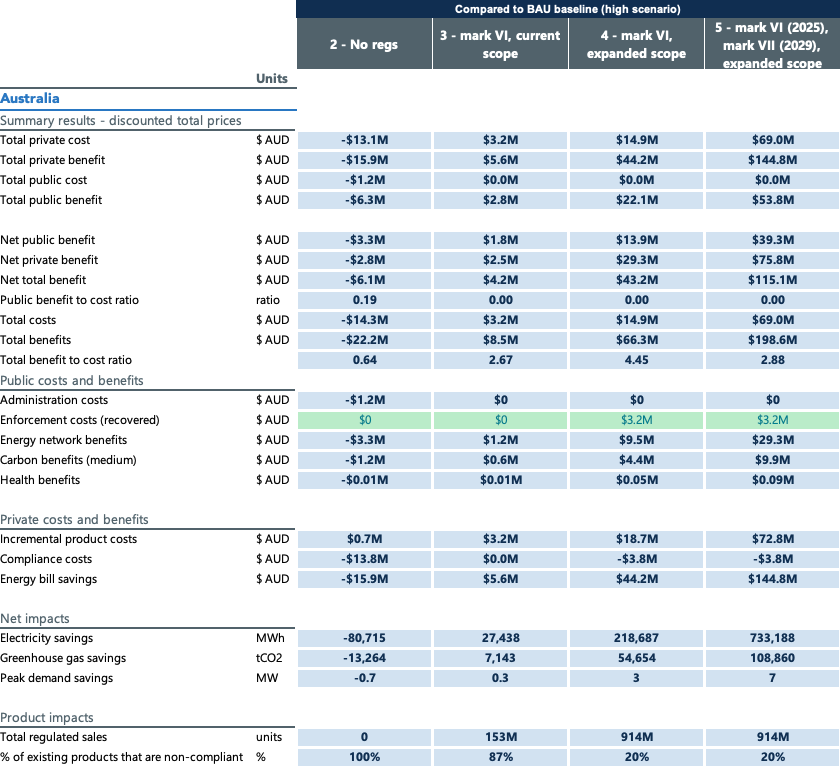 Compared to BAU baseline (high scenario)
Units 2 - No regs 3 - mark VI, current scope 4 - mark VI, expanded scope 5 - mark VI (2025), mark VII (2029), expanded scope
Australia
Summary results - discounted total prices
Total private cost $ AUD -$13.1M $3.2M $14.9M $69.0M
Total private benefit $ AUD -$15.9M $5.6M $44.2M $144.8M
Total public cost $ AUD -$1.2M $0.0M $0.0M $0.0M
Total public benefit $ AUD -$6.3M $2.8M $22.1M $53.8M
Net public benefit $ AUD -$3.3M $1.8M $13.9M $39.3M
Net private benefit $ AUD -$2.8M $2.5M $29.3M $75.8M
Net total benefit $ AUD -$6.1M $4.2M $43.2M $115.1M
Public benefit to cost ratio ratio 0.19 0.00 0.00 0.00
Total costs $ AUD -$14.3M $3.2M $14.9M $69.0M
Total benefits $ AUD -$22.2M $8.5M $66.3M $198.6M
Total benefit to cost ratio 0.64 2.67 4.45 2.88
Public costs and benefits
Administration costs $ AUD -$1.2M $0 $0 $0
Enforcement costs (recovered) $ AUD $0 $0 $3.2M $3.2M
Energy network benefits $ AUD -$3.3M $1.2M $9.5M $29.3M
Carbon benefits (medium) $ AUD -$1.2M $0.6M $4.4M $9.9M
Health benefits $ AUD -$0.01M $0.01M $0.05M $0.09M
Private costs and benefits
Incremental product costs $ AUD $0.7M $3.2M $18.7M $72.8M
Compliance costs $ AUD -$13.8M $0.0M -$3.8M -$3.8M
Energy bill savings $ AUD -$15.9M $5.6M $44.2M $144.8M
Net impacts
Electricity savings MWh -80,715 27,438 218,687 733,188
Greenhouse gas savings tCO2 -13,264 7,143 54,654 108,860
Peak demand savings MW -0.7 0.3 3 7
Product impacts
Total regulated sales units 0 153M 914M 914M
% of existing products that are non-compliant % 100% 87% 20% 20%